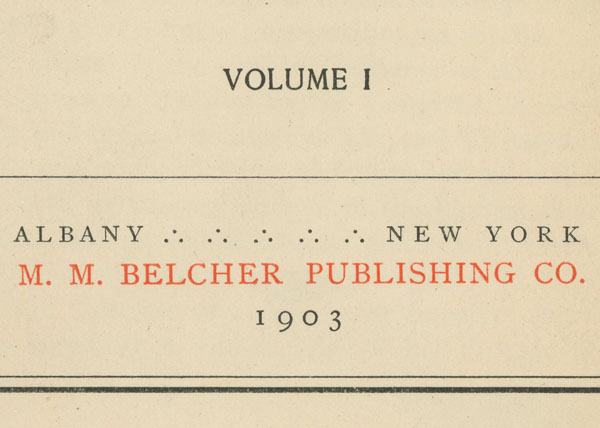 VOLUME I
ALBANY ∴ ∴ ∴ ∴ ∴ NEW YORK
M. M. BELCHER PUBLISHING CO.
1903